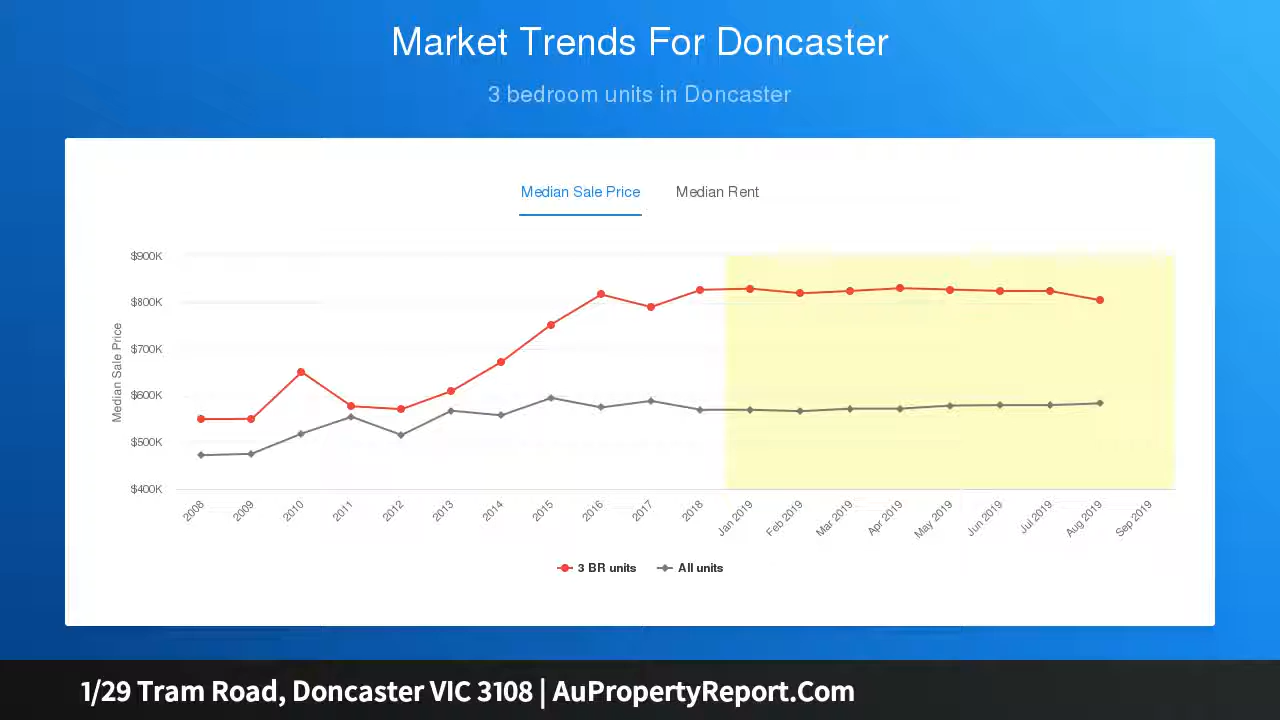 Market Trends For Doncaster
3 bedroom units in Doncaster
Median Sale Price
Median Rent
$900K
$800K
$700K
$600K
$500K
$400K
Median Sale Price
2008
2009
2010
2011
2012
2013
2014
2015
2016
2017
2018
Jan 2019
Feb 2019
Mar 2019
Apr 2019
May 2019
Jun 2019
Jul 2019
Aug 2019
Sep 2019
3 BR units
All units
1/29 Tram Road, Doncaster VIC 3108 | AuPropertyReport.Com